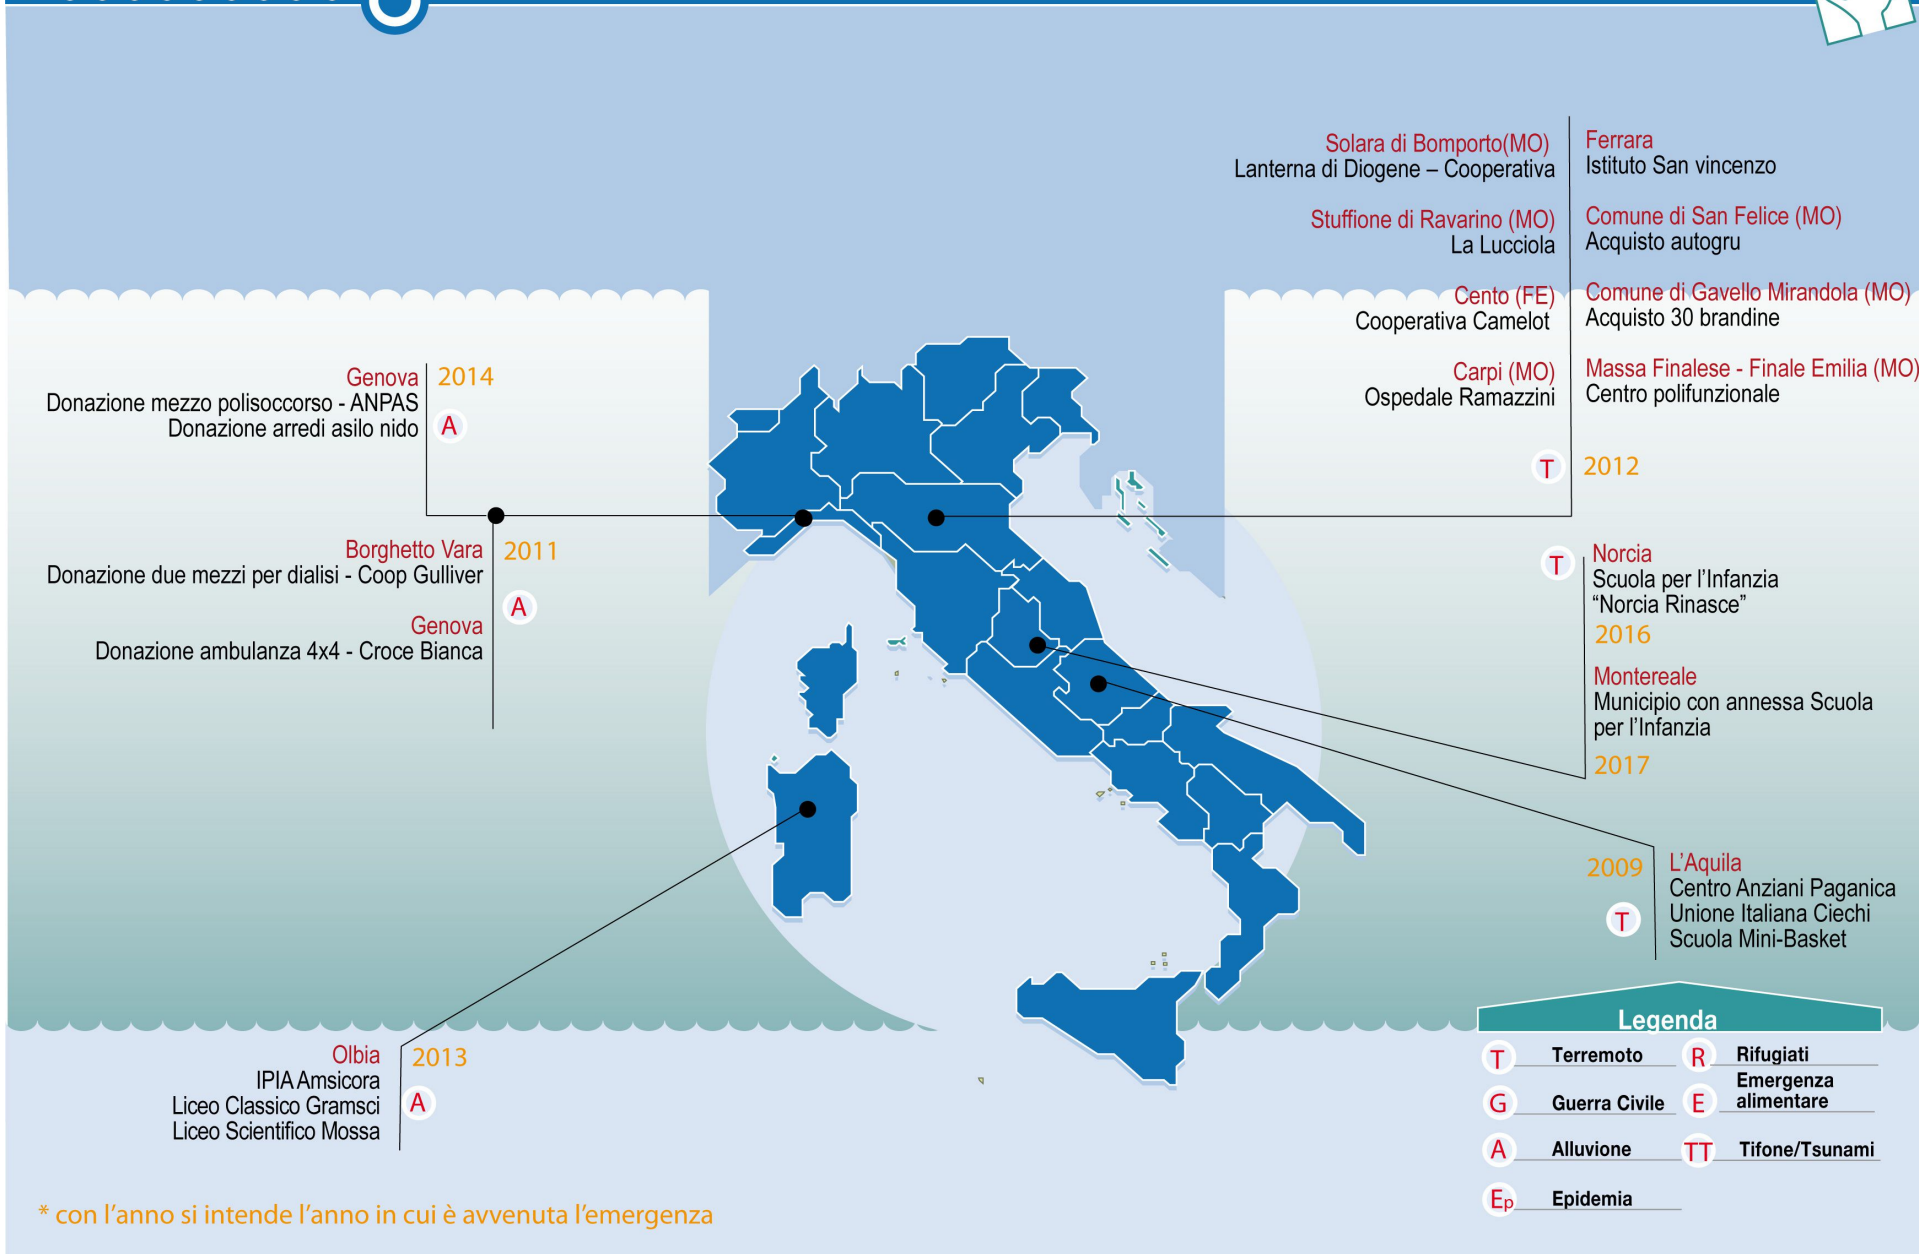 Solara di Bomporto(MO)
Lanterna di Diogene – Cooperativa
Stuffione di Ravarino (MO)
La Lucciola
Cento (FE)
Cooperativa Camelot
Carpi (MO)
Ospedale Ramazzini
T
Ferrara
Istituto San vincenzo
Comune di San Felice (MO)
Acquisto autogru
Comune di Gavello Mirandola (MO)
Acquisto 30 brandine
Massa Finalese - Finale Emilia (MO)
Centro polifunzionale
2012
Genova
2014
Donazione mezzo polisoccorso - ANPAS
Donazione arredi asilo nido
A
Borghetto Vara
2011
Donazione due mezzi per dialisi - Coop Gulliver
A
Genova
Donazione ambulanza 4x4 - Croce Bianca
T
Norcia
Scuola per l'Infanzia
“Norcia Rinasce”
2016
Montereale
Municipio con annessa Scuola
per l'Infanzia
2017
2009
T
L'Aquila
Centro Anziani Paganica
Unione Italiana Ciechi
Scuola Mini-Basket
Olbia
2013
IPIA Amsicora
Liceo Classico Gramsci
Liceo Scientifico Mossa
A
Legenda
T Terremoto
R Rifugiati
G Guerra Civile
E Emergenza
alimentare
A Alluvione
TT Tifone/Tsunami
Ep Epidemia
* con l'anno si intende l'anno in cui è avvenuta l'emergenza